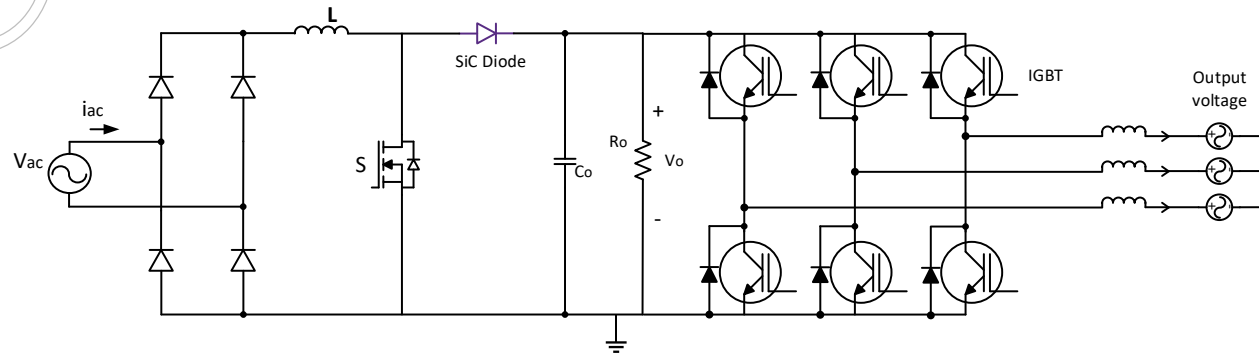 L
SiC Diode
IGBT
Output
voltage
iac
Vac
S
Co
Ro
+
Vo
-